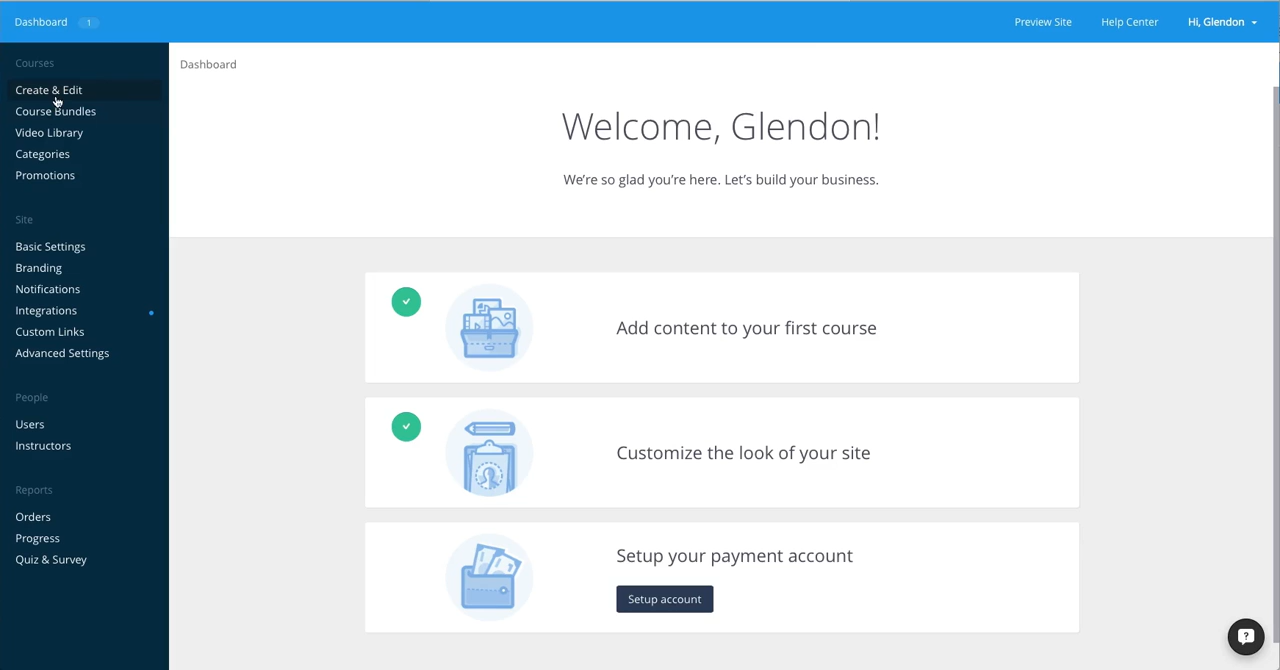 Dashboard 1
Preview Site
Help Center
Hi, Glendon
Courses
Create & Edit
Course Bundles
Video Library
Categories
Promotions
Site
Basic Settings
Branding
Notifications
Integrations
Custom Links
Advanced Settings
People
Users
Instructors
Reports
Orders
Progress
Quiz & Survey
Dashboard
Welcome, Glendon!
We're so glad you're here. Let's build your business.
Add content to your first course
Customize the look of your site
Setup your payment account
Setup account
?